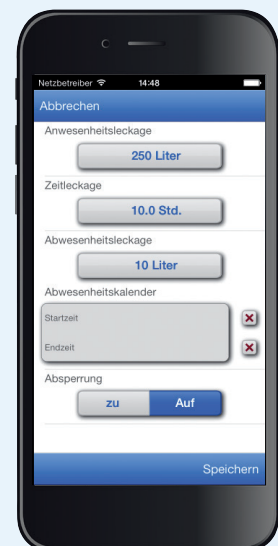 Netzbetreiber 14:48
Abbrechen
Anwesenheitsleckage
250 Liter
Zeitleckage
10.0 Std.
Abwesenheitsleckage
10 Liter
Abwesenheitskalender
Startzeit
Endzeit
Absperrung
zu Auf
Speichern